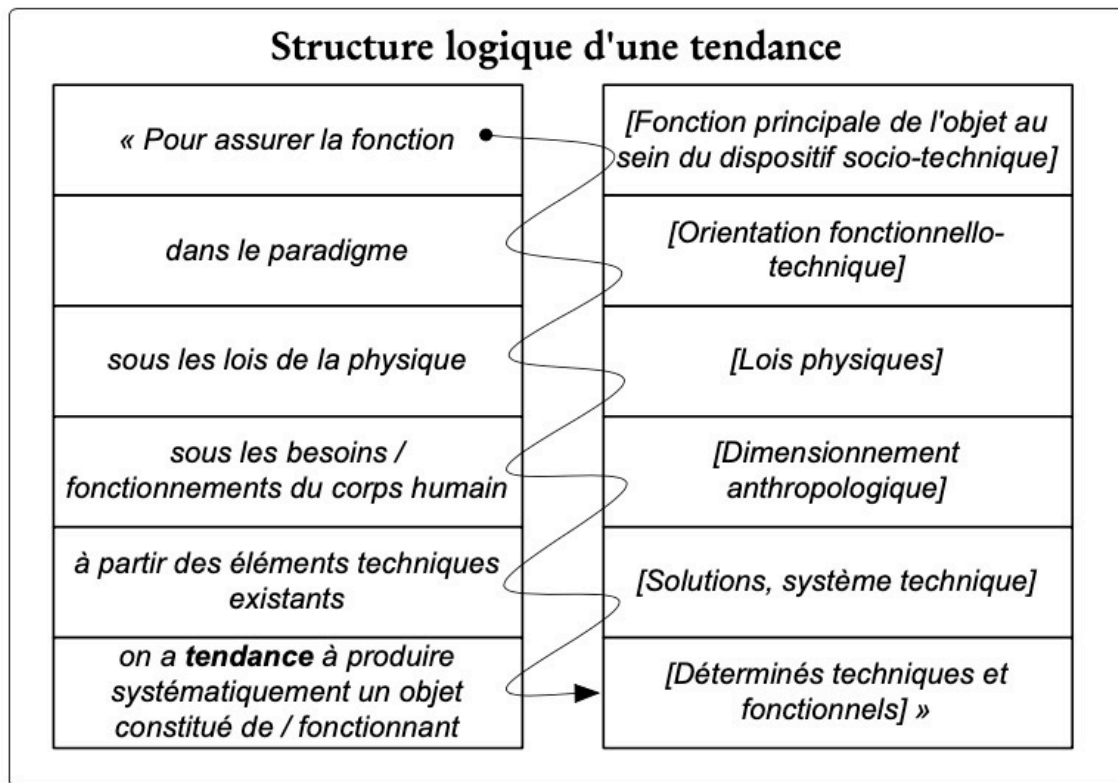 Structure logique d'une tendance
« Pour assurer la fonction
[Fonction principale de l'objet au
sein du dispositif socio-technique]
dans le paradigme
[Orientation fonctionnello-
technique]
sous les lois de la physique
[Lois physiques]
sous les besoins /
fonctionnements du corps humain
[Dimensionnement
anthropologique]
à partir des éléments techniques
existants
[Solutions, système technique]
on a tendance à produire
systématiquement un objet
constitué de / fonctionnant
[Déterminés techniques et
fonctionnels] »